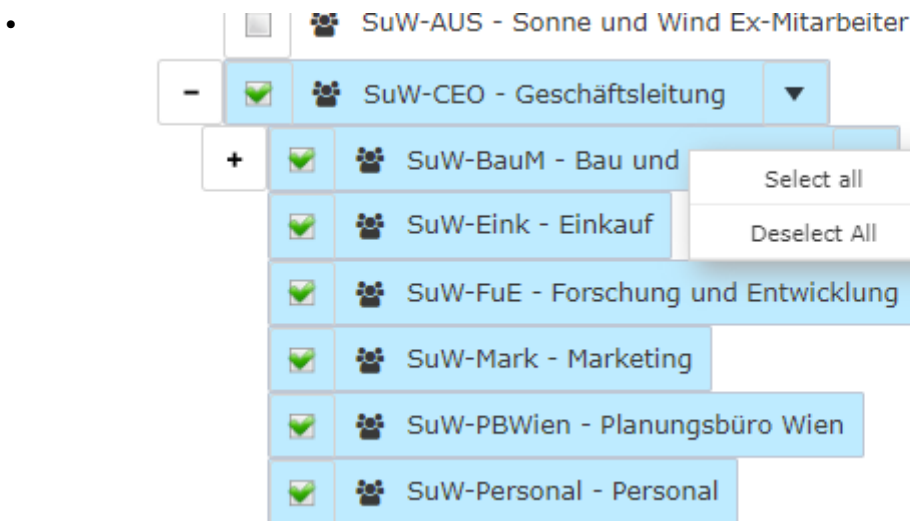 SuW-AUS - Sonne und Wind Ex-Mitarbeiter
SuW-CEO - Geschäftsleitung
SuW-BauM - Bau und
Select all
SuW-Eink - Einkauf
Deselect All
SuW-FuE - Forschung und Entwicklung
SuW-Mark - Marketing
SuW-PBWien - Planungsbüro Wien
SuW-Personal - Personal